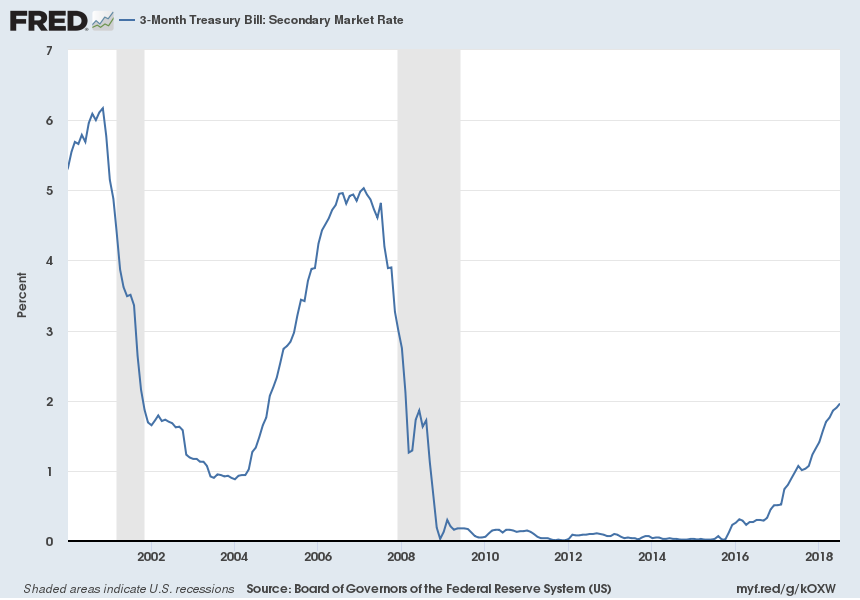 FRED 3-Month Treasury Bill: Secondary Market Rate
7
6
5
4
3
2
1
0
Percent
2002 2004 2006 2008 2010 2012 2014 2016 2018
Shaded areas indicate U.S. recessions Source: Board of Governors of the Federal Reserve System (US) myf.red/g/kOXW